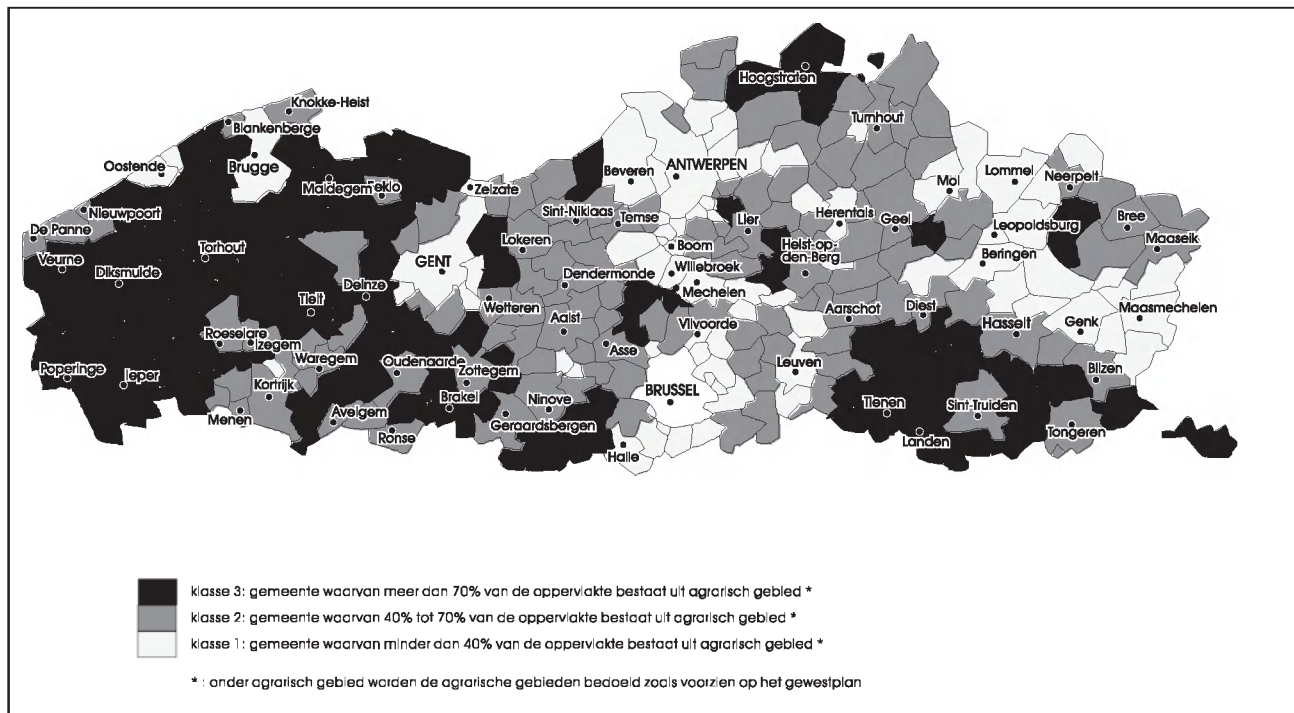 Hoogstraten
Knokke-Heist
Blankenberge
Turnhout
Oostende
Brugge
Beveren
ANTWERPEN
Maldegem
Eeklo
Zelzate
Mol
Lommel
Neerpelt
Nieuwpoort
Sint-Niklaas
Temse
Lier
Herentals
Geel
Bree
De Panne
Torhout
Lokeren
Boom
Leopoldsburg
Maaseik
Veurne
Diksmuide
GENT
Willebroek
Heist-op-
den-Berg
Beringen
Deinze
Dendermonde
Mechelen
Tielt
Wetteren
Aalst
Vilvoorde
Aarschot
Diest
Maasmechelen
Roeselare
Izegem
Asse
Hasselt
Genk
Waregem
Oudenaarde
Leuven
Poperinge
Ieper
Zottegem
Bilzen
Kortrijk
BRUSSEL
Menen
Avelgem
Brakel
Ninove
Tienen
Sint-Truiden
Geraardsbergen
Ronse
Halle
Landen
Tongeren
klasse 3: gemeente waarvan meer dan 70% van de oppervlakte bestaat uit agrarisch gebied *
klasse 2: gemeente waarvan 40% tot 70% van de oppervlakte bestaat uit agrarisch gebied *
klasse 1: gemeente waarvan minder dan 40% van de oppervlakte bestaat uit agrarisch gebied *
* : onder agrarisch gebied worden de agrarische gebieden bedoeld zoals voorzien op het gewestplan